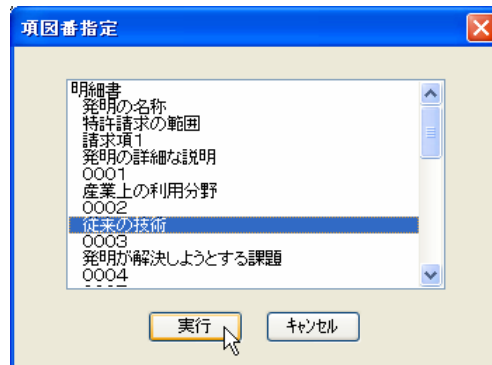 項図番指定
明細書
発明の名称
特許請求の範囲
請求項1
発明の詳細な説明
0001
産業上の利用分野
0002
従来の技術
0003
発明が解決しようとする課題
0004
実行
キャンセル